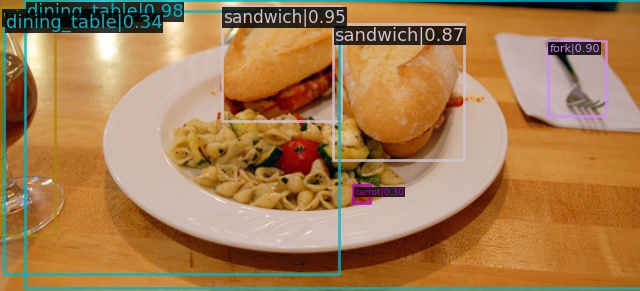 dining_table|0.98
sandwich|0.95
dining_table|0.34
sandwich|0.87
fork|0.90
carrot|0.30